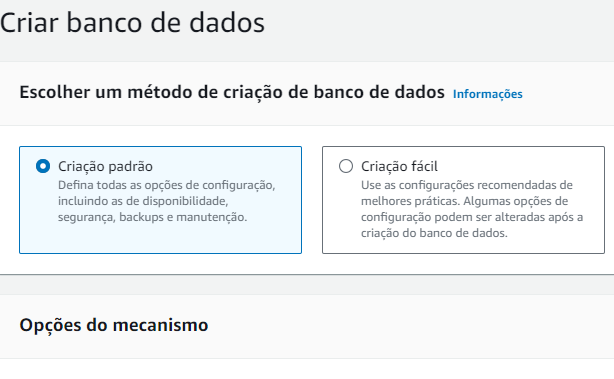 Criar banco de dados
Escolher um método de criação de banco de dados Informações
Criação padrão
Defina todas as opções de configuração,
incluindo as de disponibilidade,
segurança, backups e manutenção.
Criação fácil
Use as configurações recomendadas de
melhores práticas. Algumas opções de
configuração podem ser alteradas após a
criação do banco de dados.
Opções do mecanismo